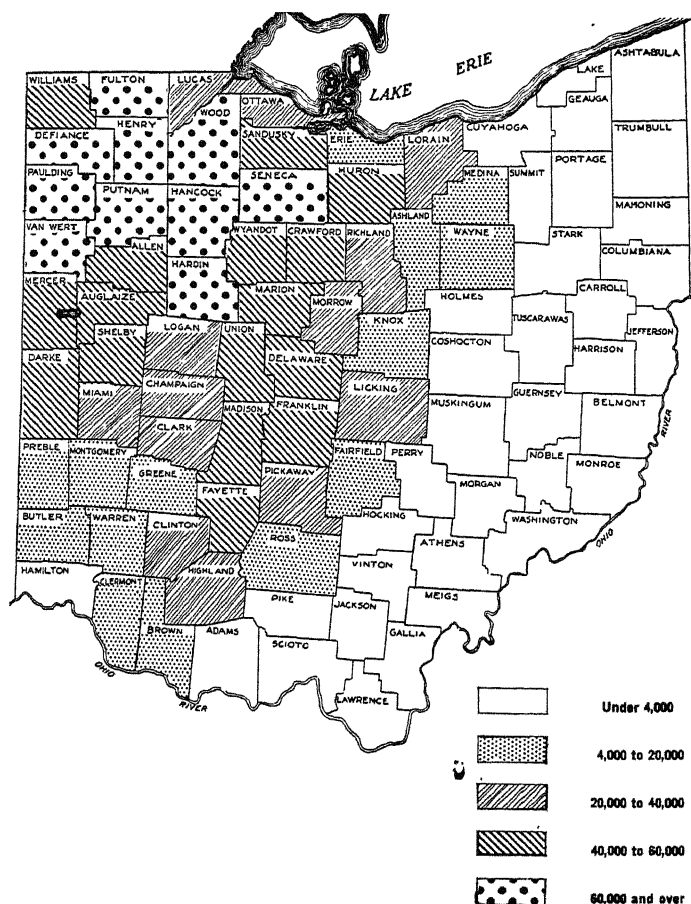 ASHTABULA
ERIE
LAKE
LAKE
WILLIAMS
FULTON
LUCAS
GEAUGA
OTTAWA
WOOD
HENRY
CUYAHOGA
TRUMBULL
DEFIANCE
SANDUSKY
ERIE
LORAIN
PORTAGE
PAULDING
SENECA
HURON
MEDINA
SUMMIT
PUTNAM
HANCOCK
MAHONING
ASHLAND
VAN WERT
WYANDOT
CRAWFORD
RICHLAND
WAYNE
STARK
ALLEN
COLUMBIANA
HARDIN
MERCER
MARION
CARROLL
AUGLAIZE
MORROW
HOLMES
KNOX
TUSCARAWAS
JEFFERSON
SHELBY
LOGAN
UNION
COSHOCTON
HARRISON
DARKE
DELAWARE
CHAMPAIGN
LICKING
MIAMI
GUERNSEY
BELMONT
MADISON
FRANKLIN
MUSKINGUM
CLARK
RIVER
PREBLE
MONTGOMERY
FAIRFIELD
PERRY
NOBLE
MONROE
GREENE
PICKAWAY
MORGAN
FAYETTE
BUTLER
WARREN
CLINTON
HOCKING
WASHINGTON
ROSS
ATHENS
OHIO
HAMILTON
HIGHLAND
VINTON
CLERMONT
PIKE
JACKSON
MEIGS
BROWN
ADAMS
GALLIA
SCIOTO
OHIO
RIVER
LAWRENCE
Under 4,000
4,000 to 20,000
20,000 to 40,000
40,000 to 60,000
60,000 and over